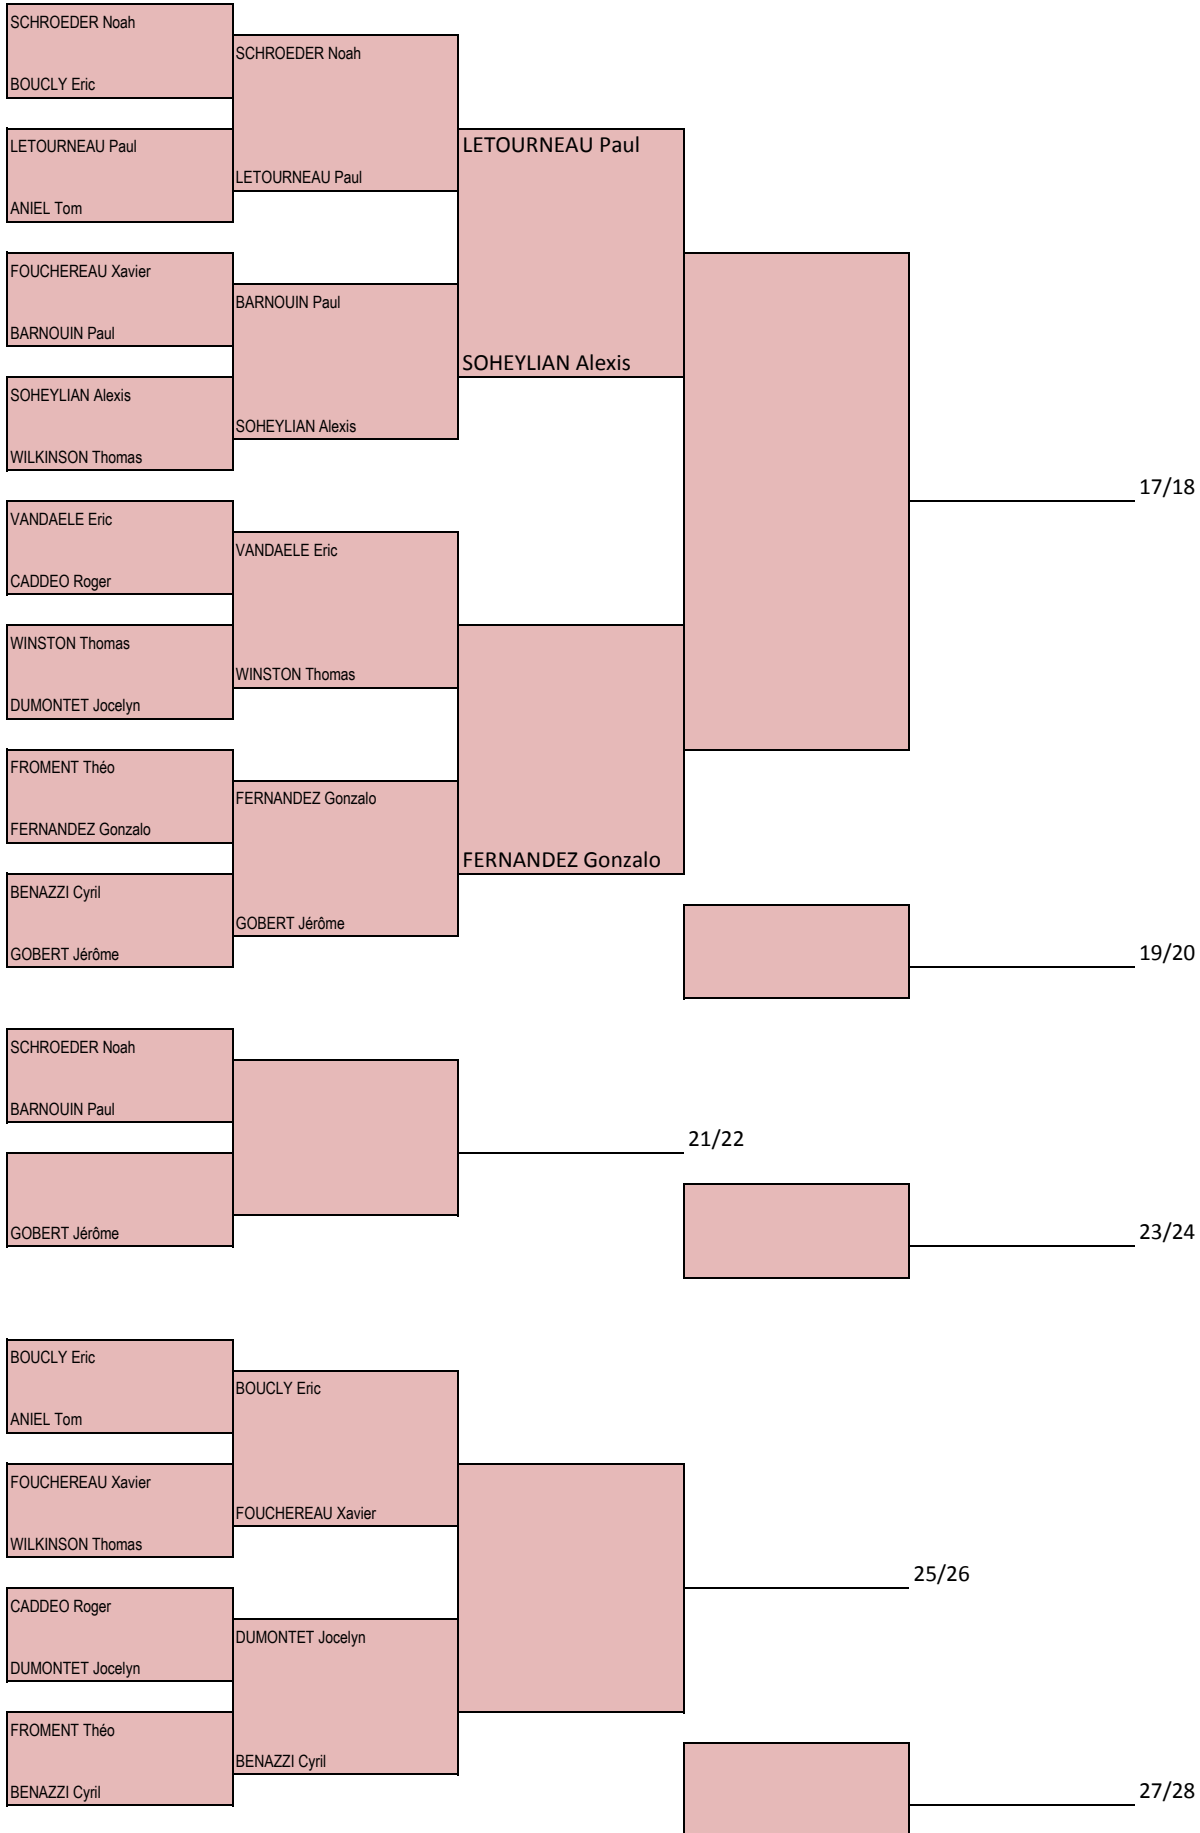 SCHROEDER Noah
SCHROEDER Noah
BOUCLY Eric
LETOURNEAU Paul
LETOURNEAU Paul
LETOURNEAU Paul
ANIEL Tom
FOUCHEREAU Xavier
BARNOUIN Paul
BARNOUIN Paul
SOHEYLIAN Alexis
SOHEYLIAN Alexis
SOHEYLIAN Alexis
WILKINSON Thomas
17/18
VANDAELE Eric
VANDAELE Eric
CADDEO Roger
WINSTON Thomas
WINSTON Thomas
DUMONTET Jocelyn
FROMENT Théo
FERNANDEZ Gonzalo
FERNANDEZ Gonzalo
FERNANDEZ Gonzalo
BENAZZI Cyril
GOBERT Jérôme
GOBERT Jérôme
19/20
SCHROEDER Noah
BARNOUIN Paul
21/22
GOBERT Jérôme
23/24
BOUCLY Eric
BOUCLY Eric
ANIEL Tom
FOUCHEREAU Xavier
FOUCHEREAU Xavier
WILKINSON Thomas
25/26
CADDEO Roger
DUMONTET Jocelyn
DUMONTET Jocelyn
FROMENT Théo
BENAZZI Cyril
BENAZZI Cyril
27/28